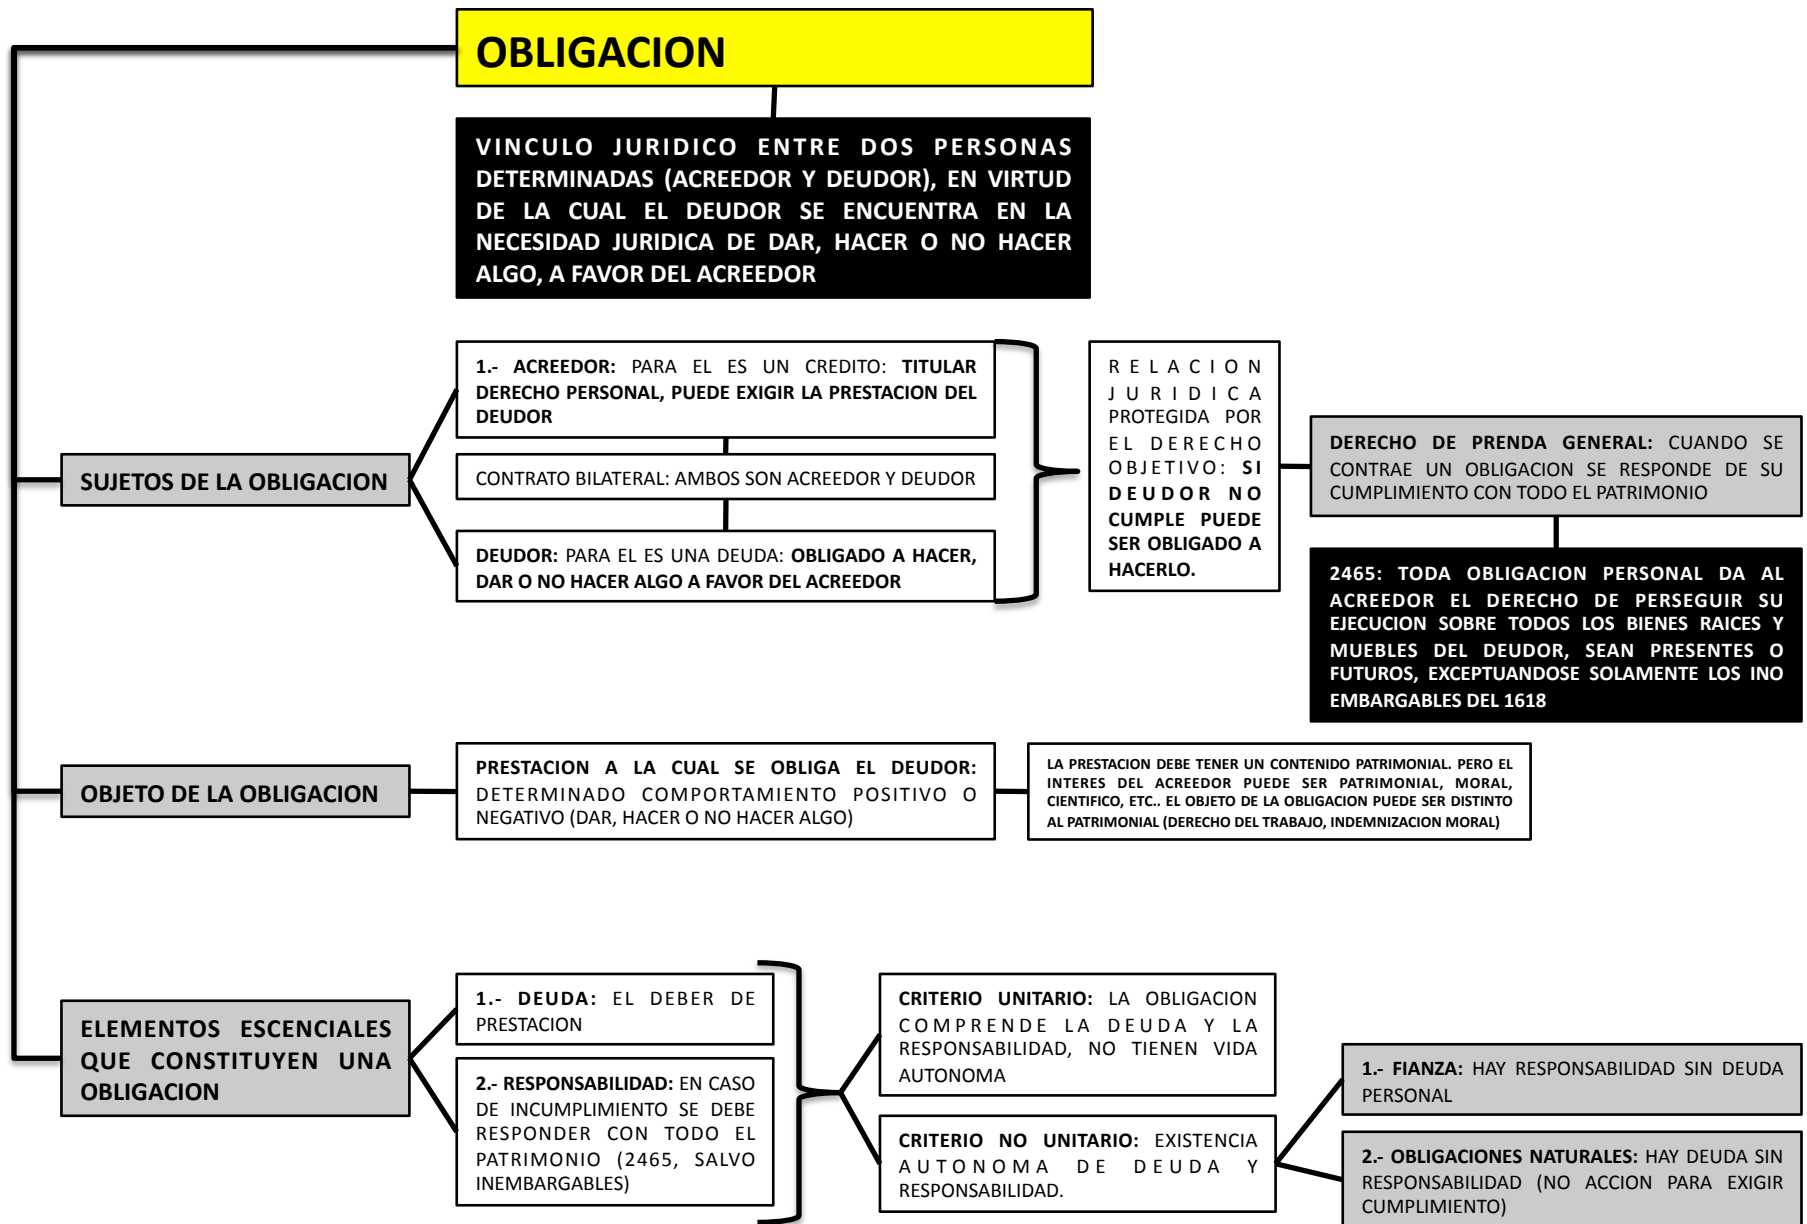 OBLIGACION
VINCULO JURIDICO ENTRE DOS PERSONAS
DETERMINADAS (ACREEDOR Y DEUDOR), EN VIRTUD
DE LA CUAL EL DEUDOR SE ENCUENTRA EN LA
NECESIDAD JURIDICA DE DAR, HACER O NO HACER
ALGO, A FAVOR DEL ACREEDOR
SUJETOS DE LA OBLIGACION
1.- ACREEDOR: PARA EL ES UN CREDITO: TITULAR
DERECHO PERSONAL, PUEDE EXIGIR LA PRESTACION DEL
DEUDOR
CONTRATO BILATERAL: AMBOS SON ACREEDOR Y DEUDOR
DEUDOR: PARA EL ES UNA DEUDA: OBLIGADO A HACER,
DAR O NO HACER ALGO A FAVOR DEL ACREEDOR
RELACION
JURIDICA
PROTEGIDA POR
EL DERECHO
OBJETIVO: SI
DEUDOR NO
CUMPLE PUEDE
SER OBLIGADO A
HACERLO.
DERECHO DE PRENDA GENERAL: CUANDO SE
CONTRAE UN OBLIGACION SE RESPONDE DE SU
CUMPLIMIENTO CON TODO EL PATRIMONIO
2465: TODA OBLIGACION PERSONAL DA AL
ACREEDOR EL DERECHO DE PERSEGUIR SU
EJECUCION SOBRE TODOS LOS BIENES RAICES Y
MUEBLES DEL DEUDOR, SEAN PRESENTES O
FUTUROS, EXCEPTUANDOSE SOLAMENTE LOS INO
EMBARGABLES DEL 1618
OBJETO DE LA OBLIGACION
PRESTACION A LA CUAL SE OBLIGA EL DEUDOR:
DETERMINADO COMPORTAMIENTO POSITIVO O
NEGATIVO (DAR, HACER O NO HACER ALGO)
LA PRESTACION DEBE TENER UN CONTENIDO PATRIMONIAL. PERO EL
INTERES DEL ACREEDOR PUEDE SER PATRIMONIAL, MORAL,
CIENTIFICO, ETC.. EL OBJETO DE LA OBLIGACION PUEDE SER DISTINTO
AL PATRIMONIAL (DERECHO DEL TRABAJO, INDEMNIZACION MORAL)
ELEMENTOS ESCENCIALES
QUE CONSTITUYEN UNA
OBLIGACION
1.- DEUDA: EL DEBER DE
PRESTACION
2.- RESPONSABILIDAD: EN CASO
DE INCUMPLIMIENTO SE DEBE
RESPONDER CON TODO EL
PATRIMONIO (2465, SALVO
INEMBARGABLES)
CRITERIO UNITARIO: LA OBLIGACION
COMPRENDE LA DEUDA Y LA
RESPONSABILIDAD, NO TIENEN VIDA
AUTONOMA
CRITERIO NO UNITARIO: EXISTENCIA
AUTONOMA DE DEUDA Y
RESPONSABILIDAD.
1.- FIANZA: HAY RESPONSABILIDAD SIN DEUDA
PERSONAL
2.- OBLIGACIONES NATURALES: HAY DEUDA SIN
RESPONSABILIDAD (NO ACCION PARA EXIGIR
CUMPLIMIENTO)